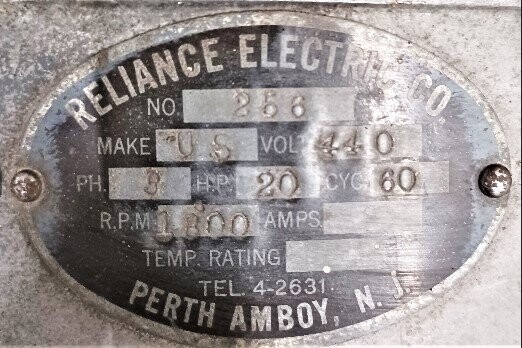 RELIANCE ELECTRIC CO.
NO 256
MAKE US VOLT 440
PH. 3 H.P. 20 CYC. 60
R.P.M. 1800 AMPS.
TEMP. RATING
TEL. 4-2631
PERTH AMBOY, N. J.